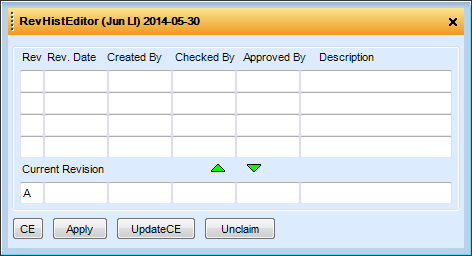 RevHistEditor (Jun LI) 2014-05-30
Rev Rev. Date Created By Checked By Approved By Description
Current Revision
A
CE Apply UpdateCE Unclaim